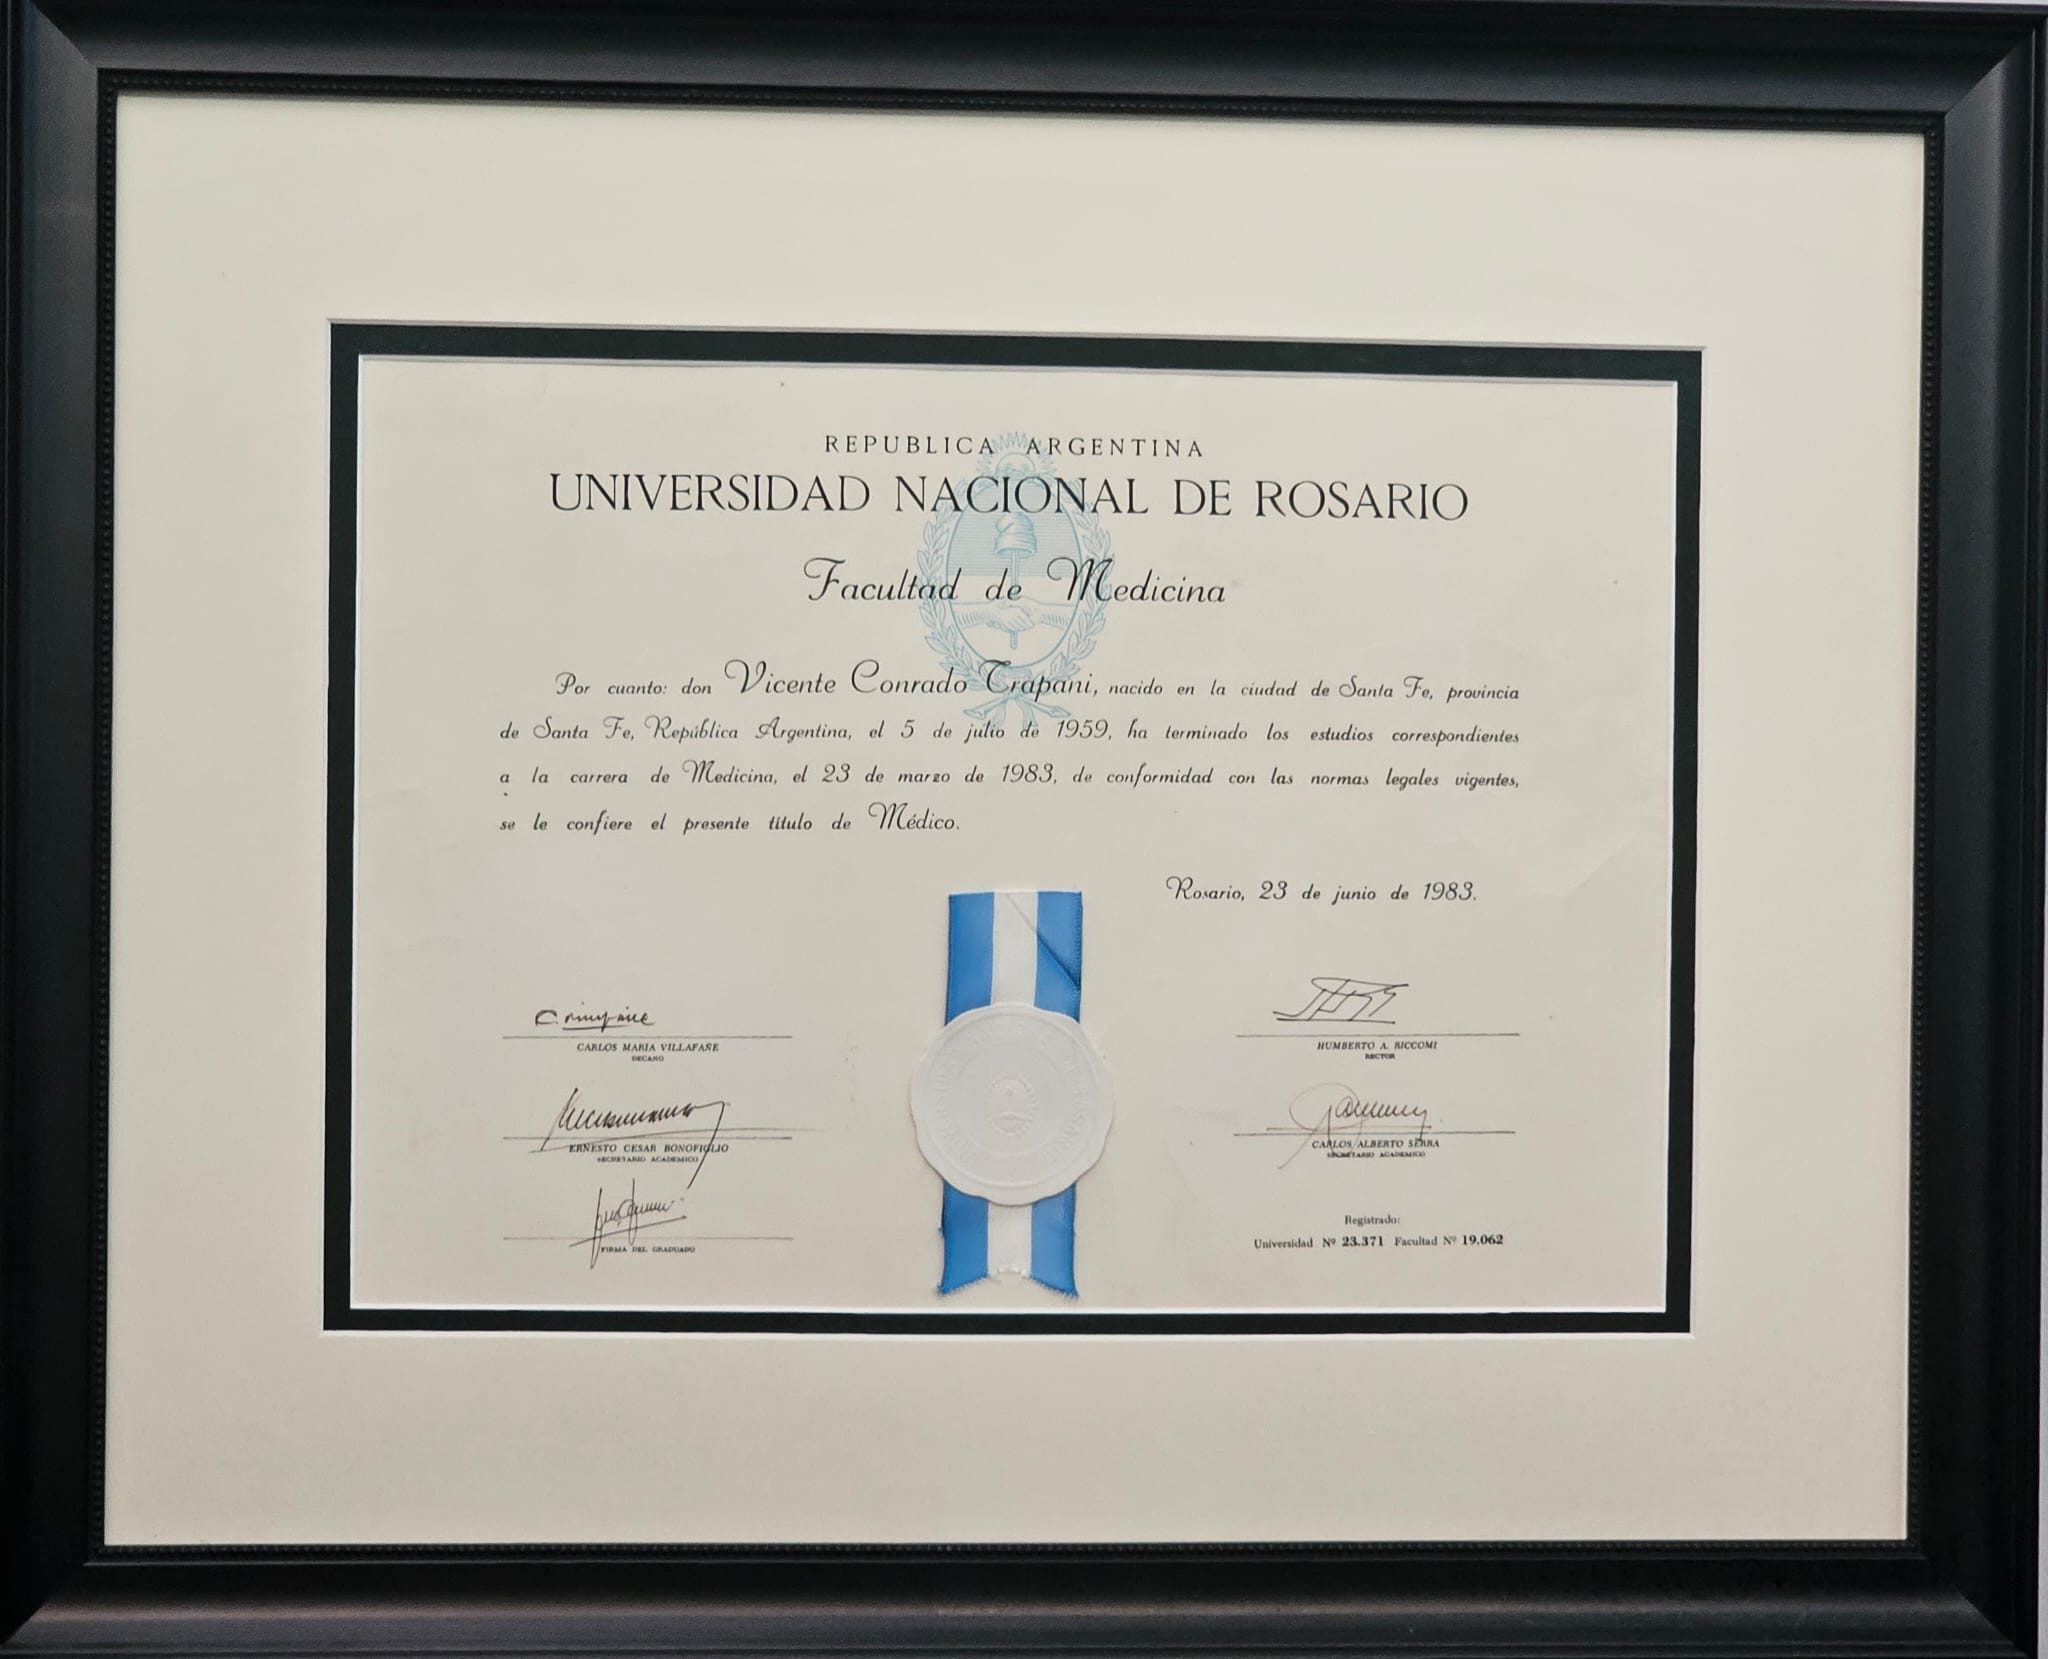 REPUBLICA ARGENTINA
UNIVERSIDAD NACIONAL DE ROSARIO
Facultad de Medicina
Por cuanto: don Vicente Conrado Trapani, nacido en la ciudad de Santa Fe, provincia
de Santa Fe, República Argentina, el 5 de julio de 1959, ha terminado los estudios correspondientes
a la carrera de Medicina, el 23 de marzo de 1983, de conformidad con las normas legales vigentes,
se le confiere el presente título de Médico.
Rosario, 23 de junio de 1983.
CARLOS MARIA VILLAFAÑE
DECANO
HUMBERTO A. RICCOMI
RECTOR
ERNESTO CESAR BONOFIGLIO
SECRETARIO ACADEMICO
CARLOS ALBERTO SERRA
SECRETARIO ACADEMICO
FIRMA DEL GRADUADO
Registrado:
Universidad Nº 23.371 Facultad Nº 19.062